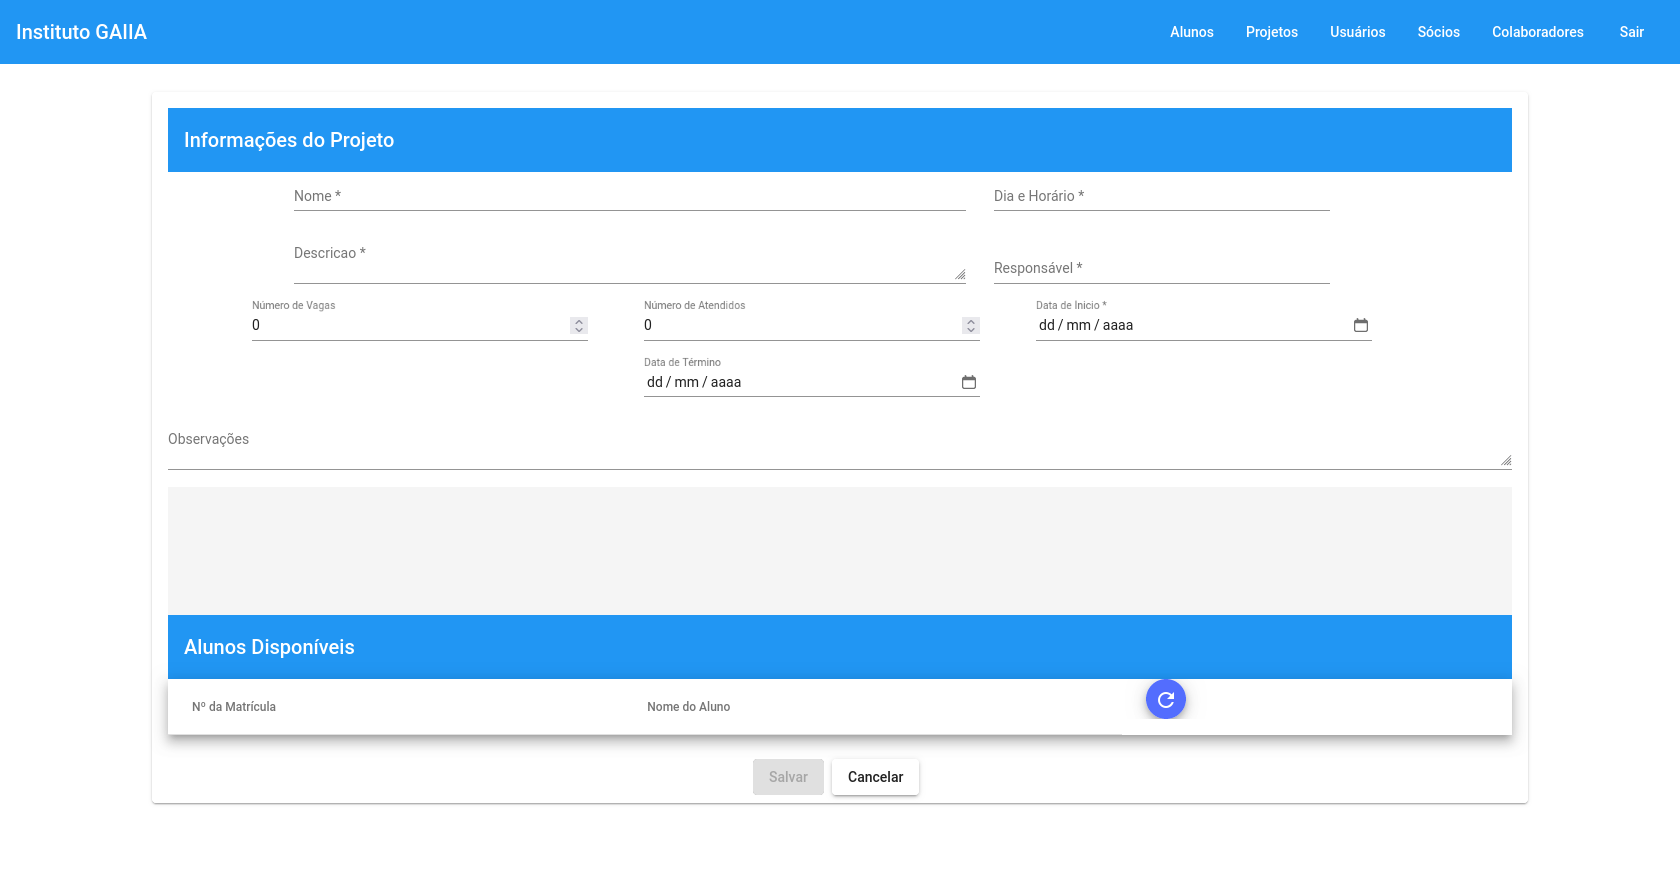 Instituto GAIIA
Alunos Projetos Usuários Sócios Colaboradores Sair
Informações do Projeto
Nome * Dia e Horário *
Descricao *
Responsável *
Número de Vagas Número de Atendidos Data de Inicio *
0 0 dd / mm / aaaa
Data de Término
dd / mm / aaaa
Observações
Alunos Disponíveis
Nº da Matrícula Nome do Aluno
Salvar Cancelar